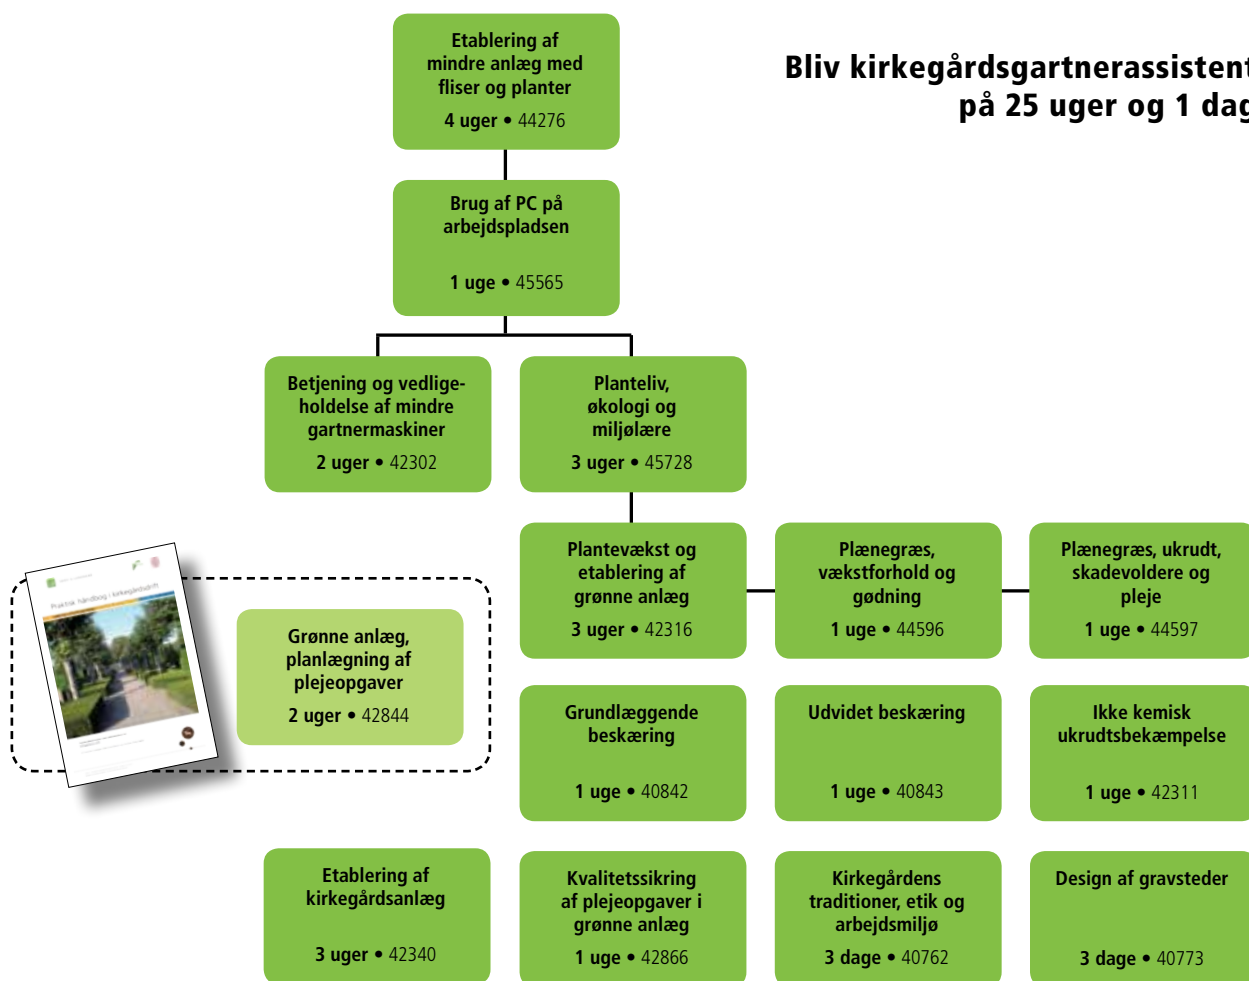 Bliv kirkegårdsgartnerassistent
på 25 uger og 1 dag
Etablering af
mindre anlæg med
fliser og planter
4 uger • 44276
Brug af PC på
arbejdspladsen
1 uge • 45565
Betjening og vedlige-
holdelse af mindre
gartnermaskiner
2 uger • 42302
Planteliv,
økologi og
miljølære
3 uger • 45728
Plantevækst og
etablering af
grønne anlæg
3 uger • 42316
Plænegræs,
vækstforhold og
gødning
1 uge • 44596
Plænegræs, ukrudt,
skadevoldere og
pleje
1 uge • 44597
Praktisk håndbog i kirkegårdsdrift
Grønne anlæg,
planlægning af
plejeopgaver
2 uger • 42844
Grundlæggende
beskæring
1 uge • 40842
Udvidet beskæring
1 uge • 40843
Ikke kemisk
ukrudtsbekæmpelse
1 uge • 42311
Etablering af
kirkegårdsanlæg
3 uger • 42340
Kvalitetssikring
af plejeopgaver i
grønne anlæg
1 uge • 42866
Kirkegårdens
traditioner, etik og
arbejdsmiljø
3 dage • 40762
Design af gravsteder
3 dage • 40773